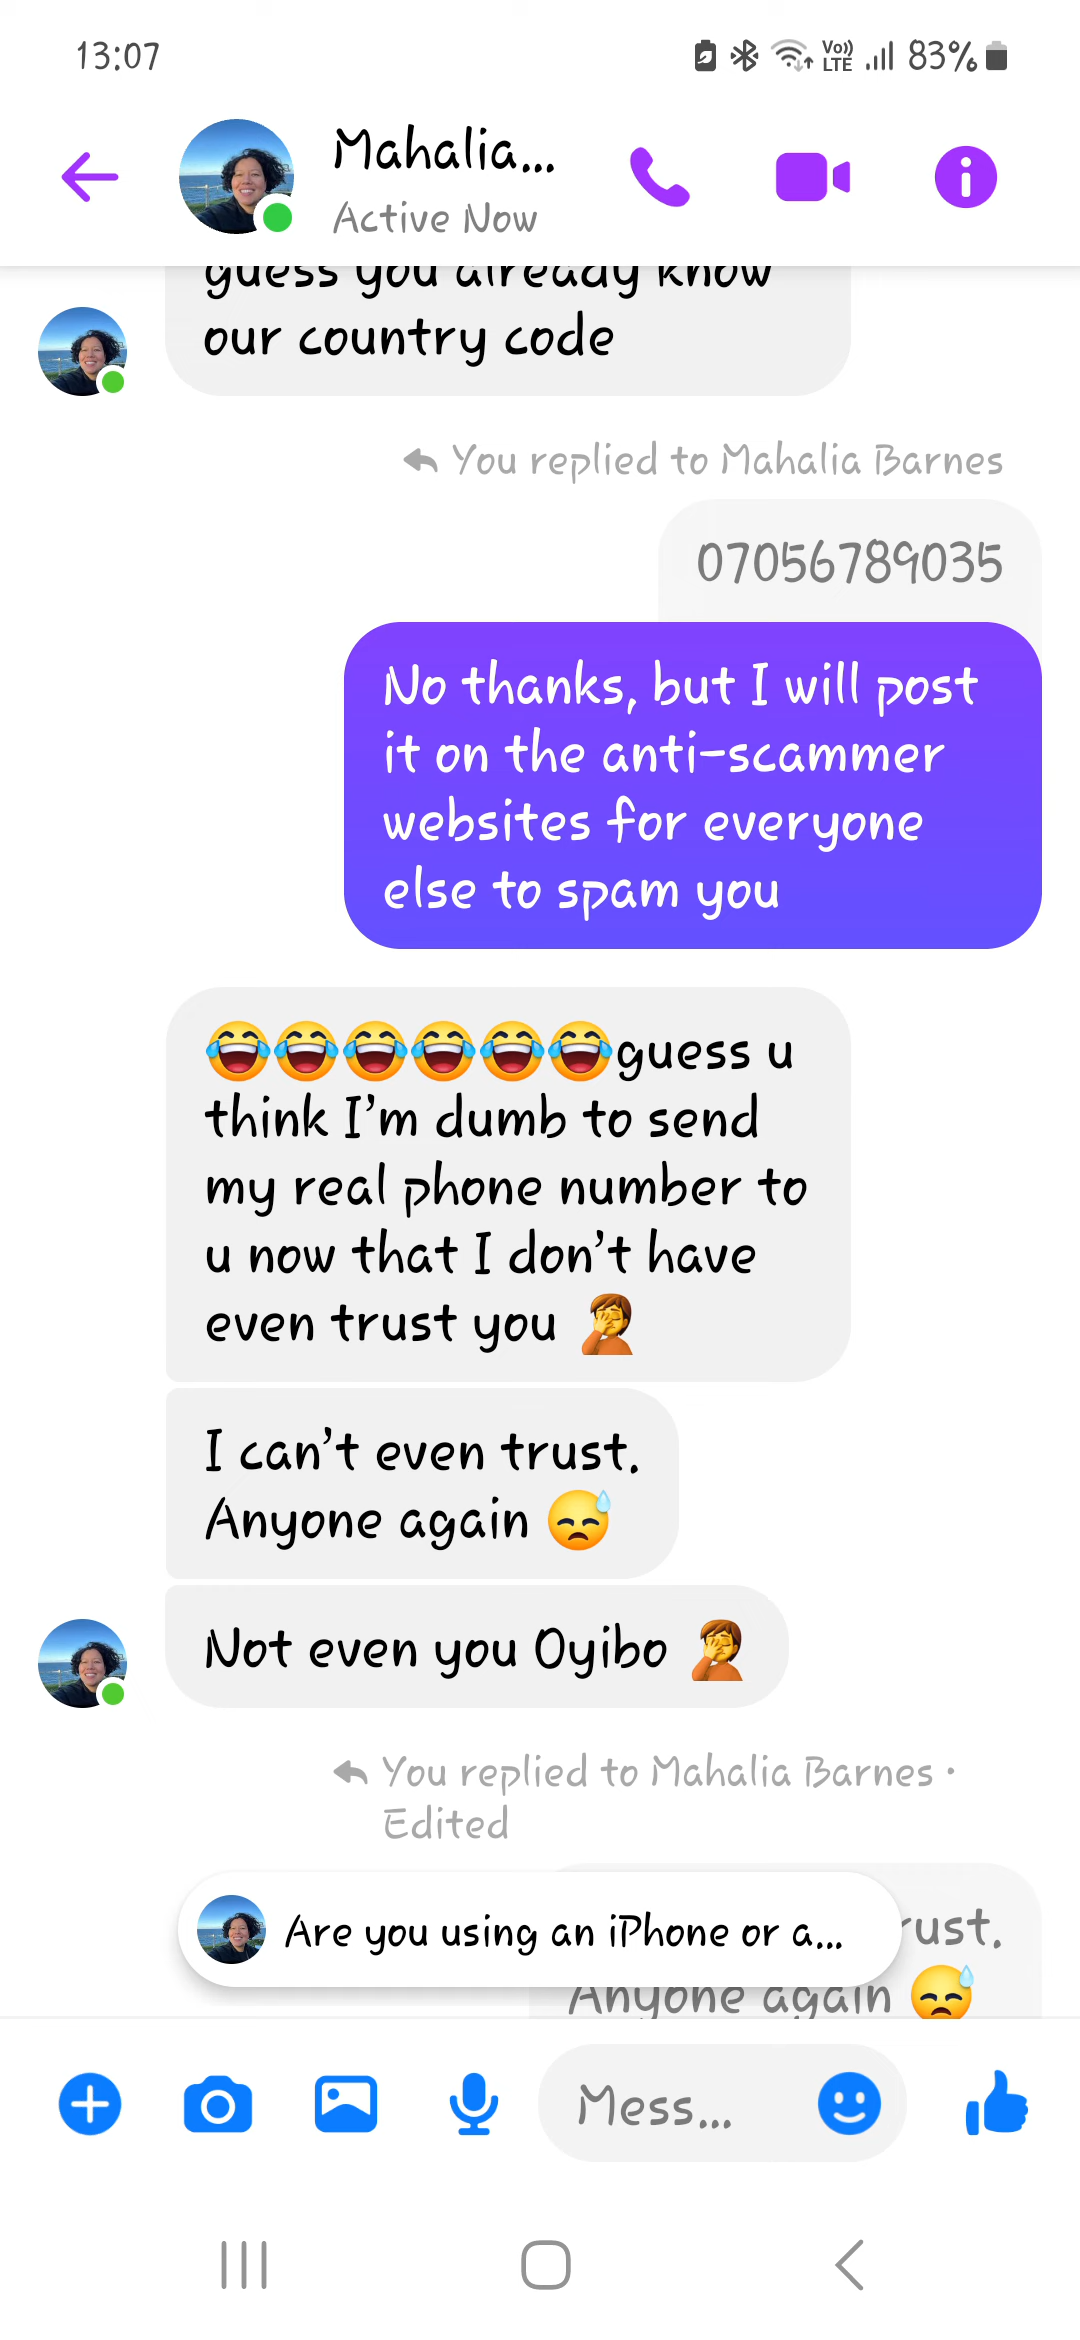 13:07
Vo))
LTE
83%
Mahalia...
Active Now
guess you already know
our country code
You replied to Mahalia Barnes
07056789035
No thanks, but I will post
it on the anti-scammer
websites for everyone
else to spam you
😂😂😂😂😂😂guess u
think I'm dumb to send
my real phone number to
u now that I don't have
even trust you 🤦
I can't even trust.
Anyone again 😓
Not even you Oyibo 🤦
You replied to Mahalia Barnes •
Edited
Are you using an iPhone or a...
rust.
Anyone again 😓
Mess...